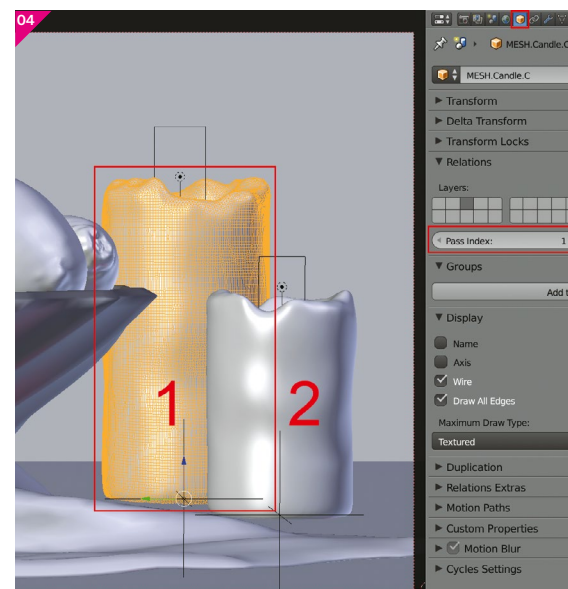 04
MESH.Candle.C
MESH.Candle.C
Transform
Delta Transform
Transform Locks
Relations
Layers:
Pass Index: 1
Groups
Add t
Display
Name
Axis
Wire
Draw All Edges
Maximum Draw Type:
Textured
Duplication
Relations Extras
Motion Paths
Custom Properties
Motion Blur
Cycles Settings
1
2